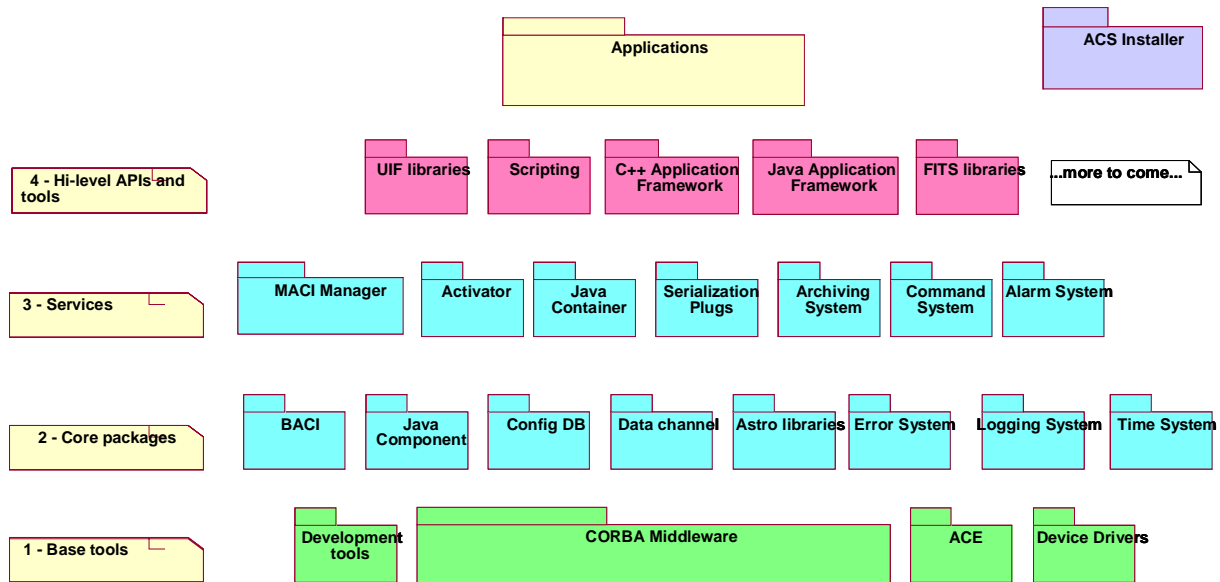 Applications
ACS Installer
4 - Hi-level APIs and
tools
UIF libraries
Scripting
C++ Application
Framework
Java Application
Framework
FITS libraries
...more to come...
3 - Services
MACI Manager
Activator
Java
Container
Serialization
Plugs
Archiving
System
Command
System
Alarm System
2 - Core packages
BACI
Java
Component
Config DB
Data channel
Astro libraries
Error System
Logging System
Time System
1 - Base tools
Development
tools
CORBA Middleware
ACE
Device Drivers